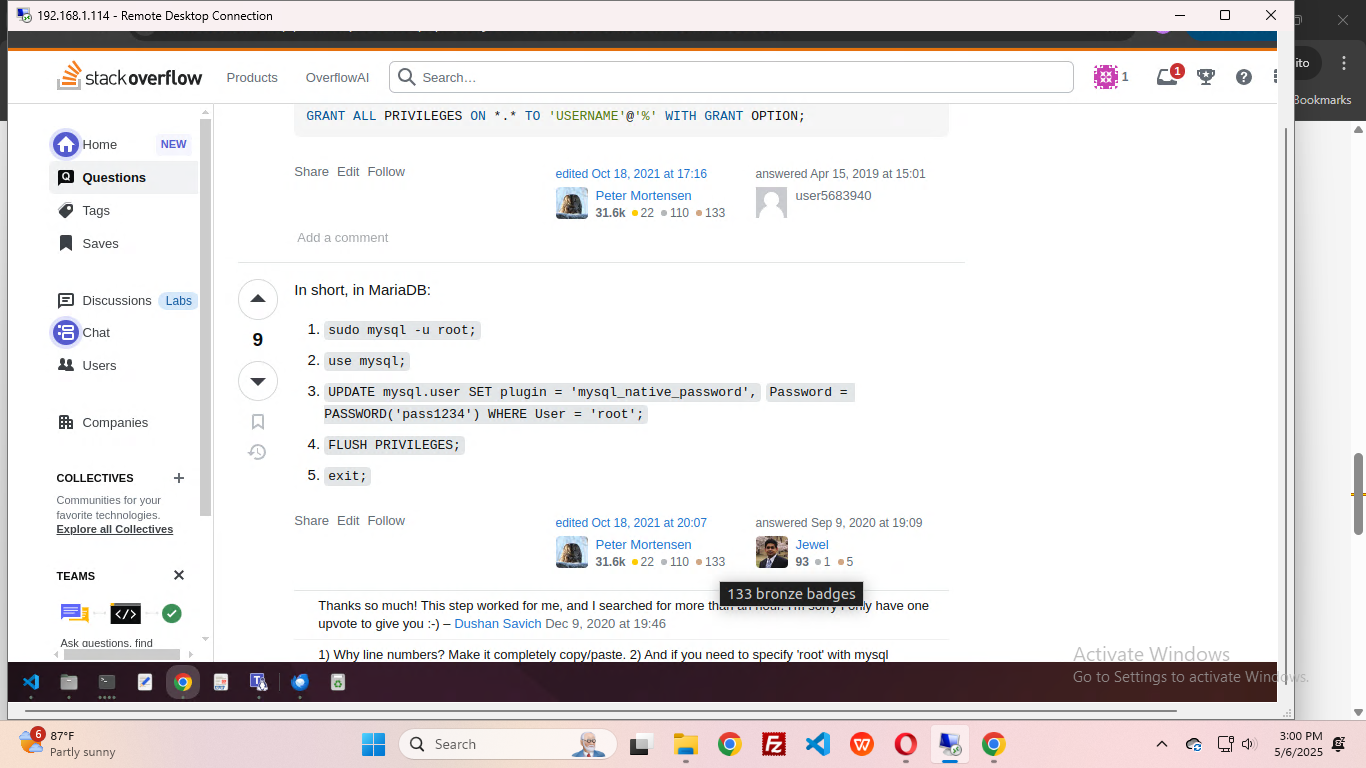 192.168.1.114 - Remote Desktop Connection
ito
Bookmarks
stackoverflow
Products
OverflowAI
Search…
1
1
GRANT ALL PRIVILEGES ON *.* TO 'USERNAME'@'%' WITH GRANT OPTION;
Home
NEW
Questions
Tags
Saves
Discussions
Labs
Chat
Users
Companies
COLLECTIVES
Communities for your
favorite technologies.
Explore all Collectives
TEAMS
Ask questions, find
Share Edit Follow
edited Oct 18, 2021 at 17:16
Peter Mortensen
31.6k 22 110 133
answered Apr 15, 2019 at 15:01
user5683940
Add a comment
9
In short, in MariaDB:
1. sudo mysql -u root;
2. use mysql;
3. UPDATE mysql.user SET plugin = 'mysql_native_password', Password =
PASSWORD('pass1234') WHERE User = 'root';
4. FLUSH PRIVILEGES;
5. exit;
Share Edit Follow
edited Oct 18, 2021 at 20:07
Peter Mortensen
31.6k 22 110 133
answered Sep 9, 2020 at 19:09
Jewel
93 1 5
133 bronze badges
Thanks so much! This step worked for me, and I searched for more than an hour. I'm sorry I only have one
upvote to give you :-) – Dushan Savich Dec 9, 2020 at 19:46
1) Why line numbers? Make it completely copy/paste. 2) And if you need to specify 'root' with mysql
Activate Windows
Go to Settings to activate Windows.
6
87°F
Partly sunny
Search
3:00 PM
5/6/2025